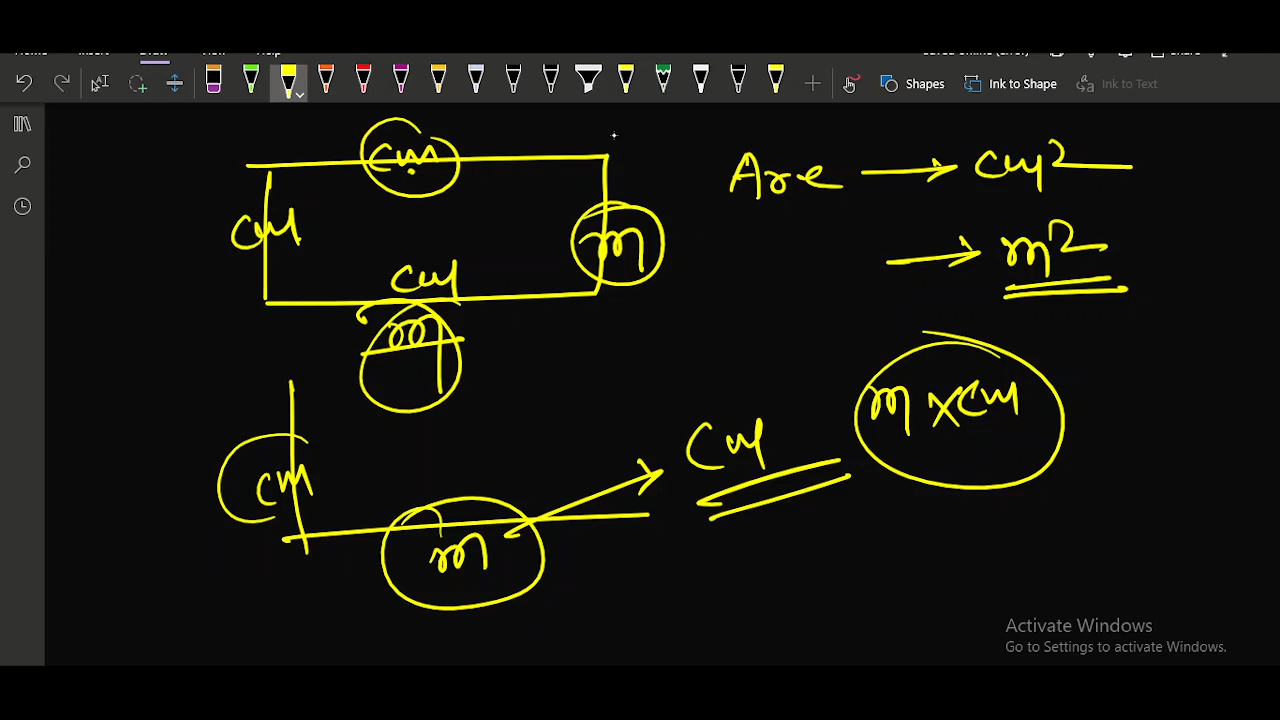 Shapes
Ink to Shape
Ink to Text
cm
Are → cm²
cm
m
→ m²
cm
m
m x cm
cm
cm
m
Activate Windows
Go to Settings to activate Windows.